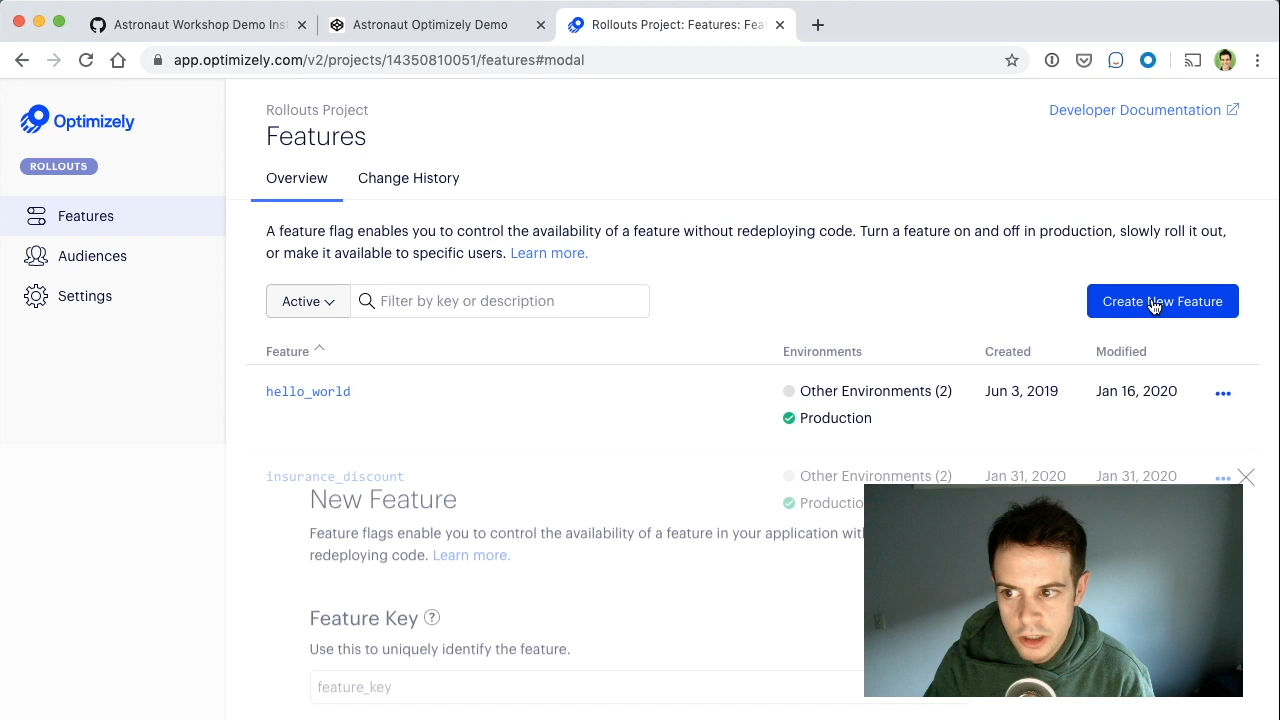 Astronaut Workshop Demo Ins
Astronaut Optimizely Demo
Rollouts Project: Features: Fea
app.optimizely.com/v2/projects/14350810051/features#modal
Optimizely
ROLLOUTS
Features
Audiences
Settings
Rollouts Project
Developer Documentation
Features
Overview
Change History
A feature flag enables you to control the availability of a feature without redeploying code. Turn a feature on and off in production, slowly roll it out,
or make it available to specific users. Learn more.
Active
Filter by key or description
Create New Feature
Feature
Environments
Created
Modified
hello_world
Other Environments (2)
Jun 3, 2019
Jan 16, 2020
Production
insurance_discount
Other Environments (2)
Jan 31, 2020
Jan 31, 2020
Productio
New Feature
Feature flags enable you to control the availability of a feature in your application wit
redeploying code. Learn more.
Feature Key ?
Use this to uniquely identify the feature.
feature_key